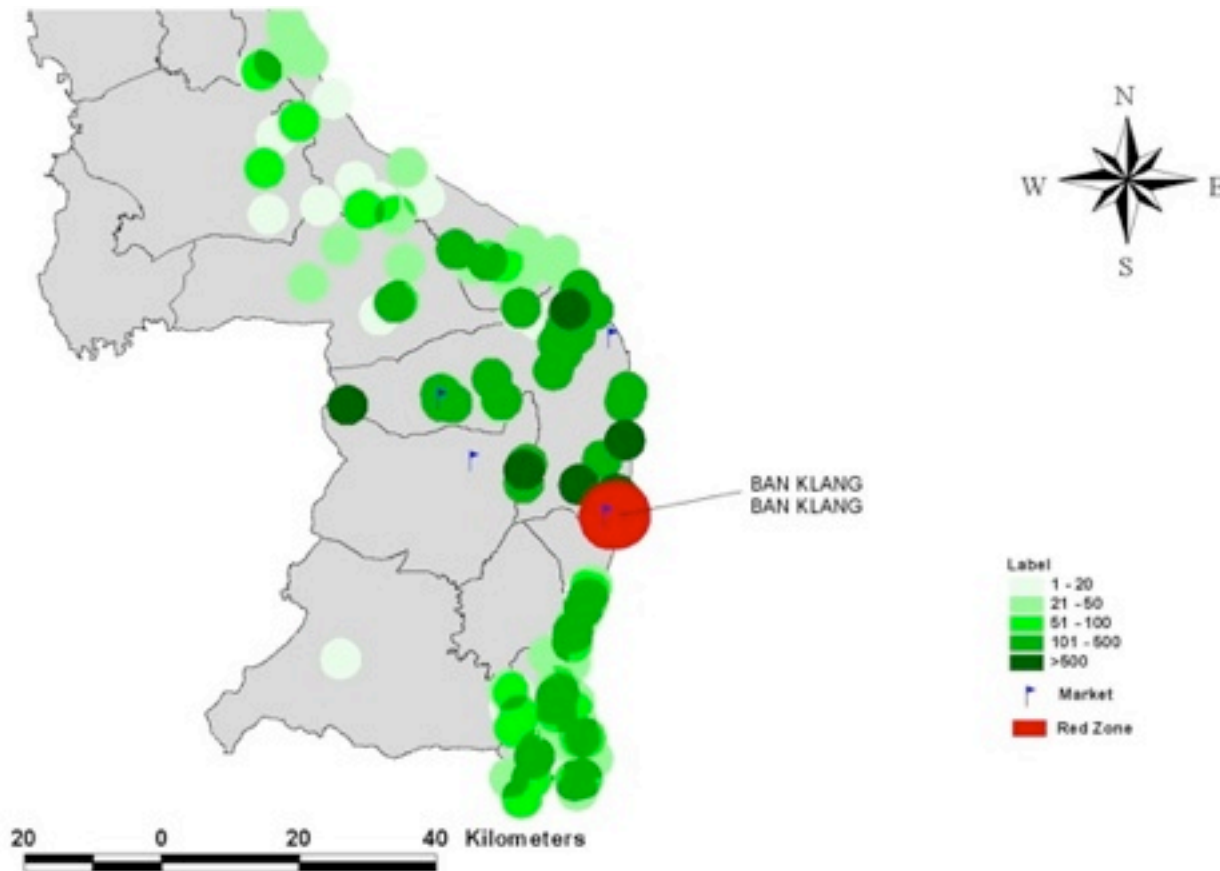 N
W E
S
BAN KLANG
BAN KLANG
Label
1 - 20
21 - 50
51 - 100
101 - 500
>500
Market
Red Zone
20 0 20 40 Kilometers